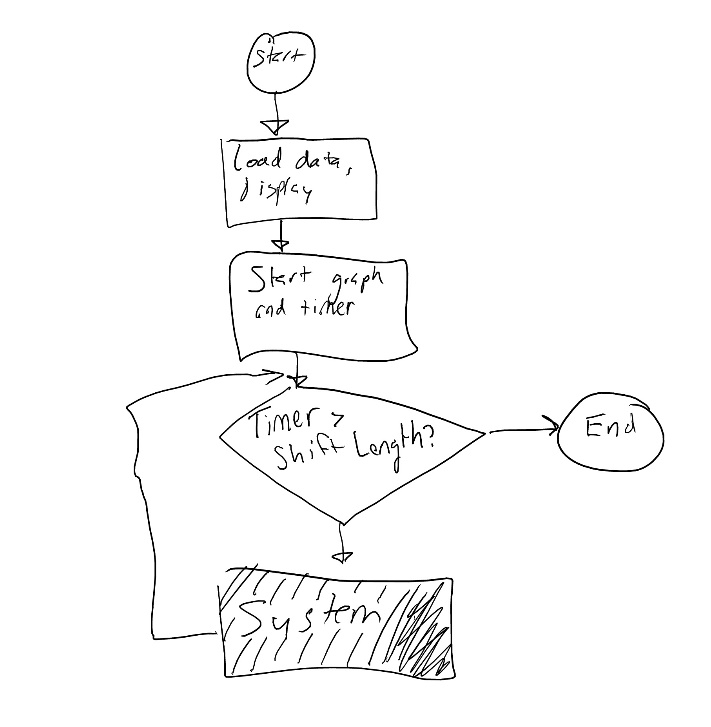 Start
Load data,
display
Start graph
and timer
Timer >
Shift Length?
End
System